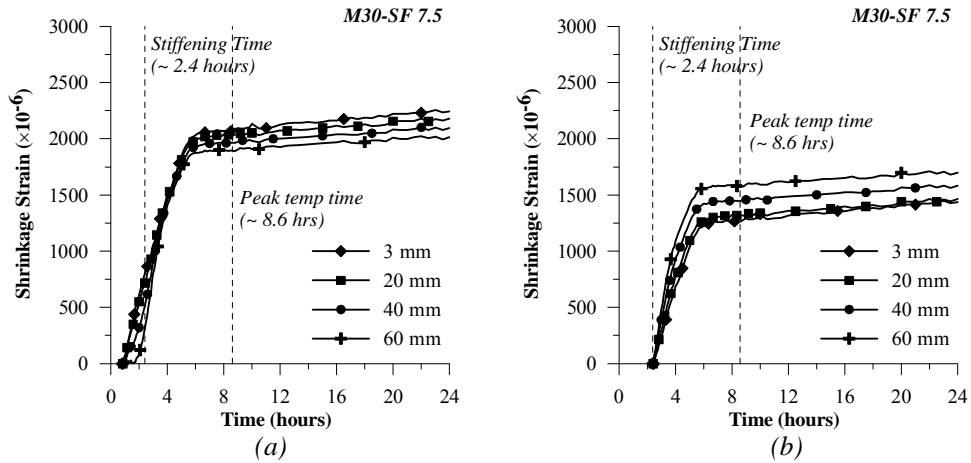 M30-SF 7.5
3000
2500
2000
1500
1000
500
0
Shrinkage Strain (×10-6)
Stiffening Time
(~ 2.4 hours)
Peak temp time
(~ 8.6 hrs)
3 mm
20 mm
40 mm
60 mm
0 4 8 12 16 20 24
Time (hours)
(a)
M30-SF 7.5
3000
2500
2000
1500
1000
500
0
Shrinkage Strain (×10-6)
Stiffening Time
(~ 2.4 hours)
Peak temp time
(~ 8.6 hrs)
3 mm
20 mm
40 mm
60 mm
0 4 8 12 16 20 24
Time (hours)
(b)